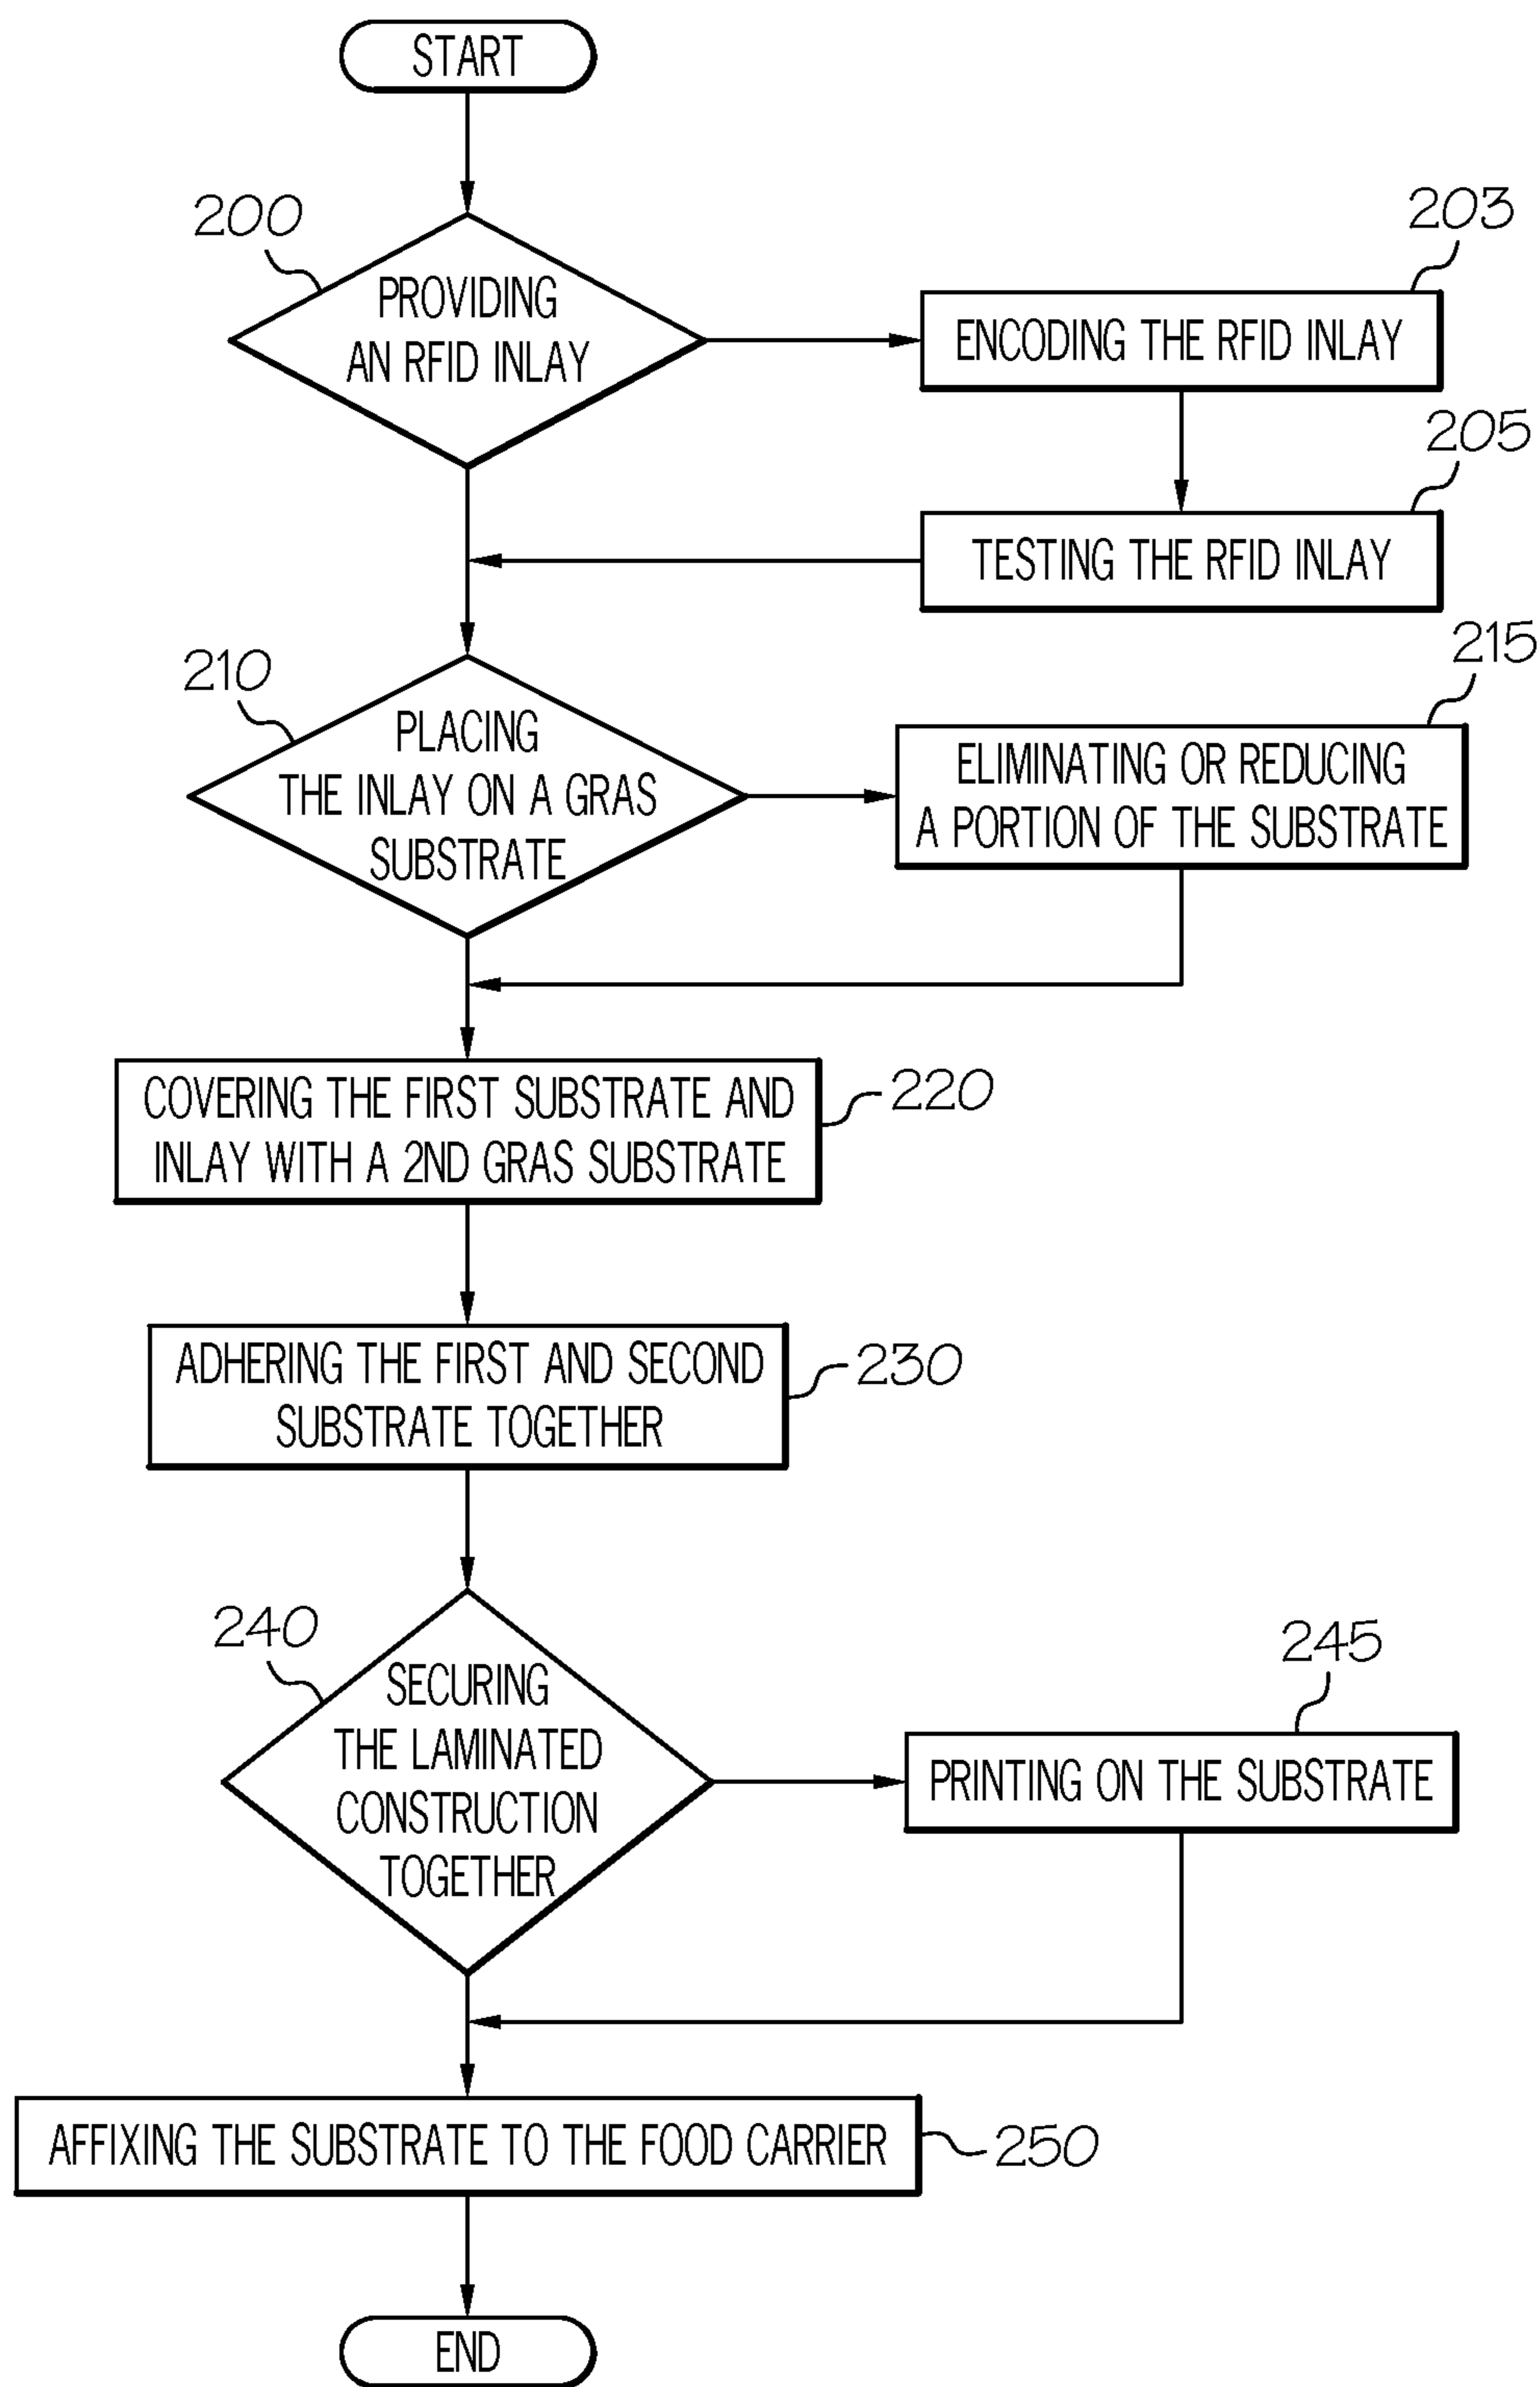 START
200
PROVIDING
AN RFID INLAY
203
ENCODING THE RFID INLAY
205
TESTING THE RFID INLAY
210
PLACING
THE INLAY ON A GRAS
SUBSTRATE
215
ELIMINATING OR REDUCING
A PORTION OF THE SUBSTRATE
COVERING THE FIRST SUBSTRATE AND
INLAY WITH A 2ND GRAS SUBSTRATE
220
ADHERING THE FIRST AND SECOND
SUBSTRATE TOGETHER
230
240
SECURING
THE LAMINATED
CONSTRUCTION
TOGETHER
245
PRINTING ON THE SUBSTRATE
AFFIXING THE SUBSTRATE TO THE FOOD CARRIER
250
END